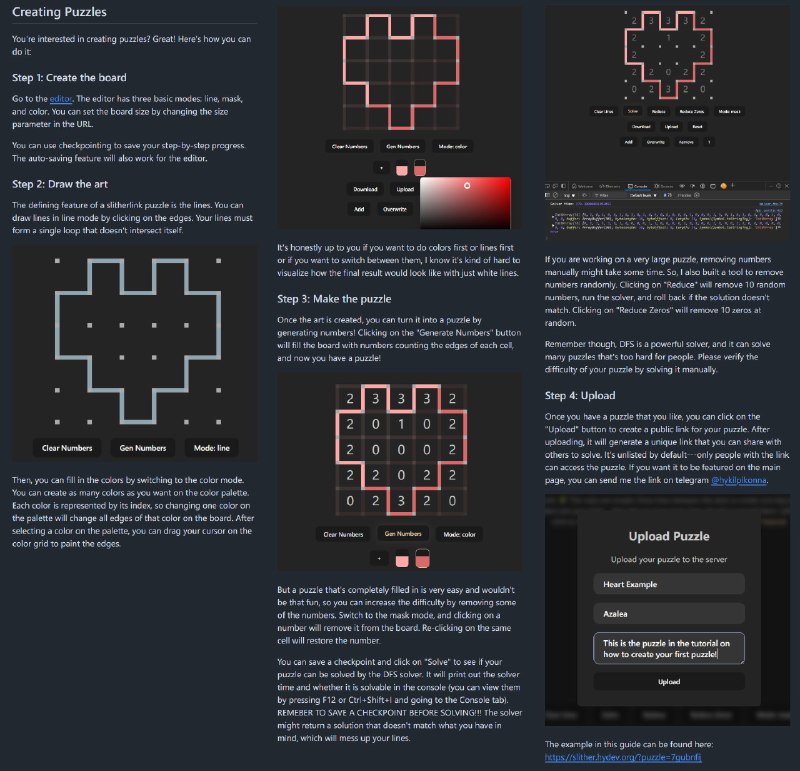 Creating Puzzles
You're interested in creating puzzles? Great! Here's how you can
do it:
Step 1: Create the board
Go to the editor. The editor has three basic modes: line, mask,
and color. You can set the board size by changing the size
parameter in the URL.
You can use checkpointing to save your step-by-step progress.
The auto-saving feature will also work for the editor.
Step 2: Draw the art
The defining feature of a slitherlink puzzle is the lines. You can
draw lines in line mode by clicking on the edges. Your lines must
form a single loop that doesn't intersect itself.
Clear Numbers Gen Numbers Mode: line
Then, you can fill in the colors by switching to the color mode.
You can create as many colors as you want on the color palette.
Each color is represented by its index, so changing one color on
the palette will change all edges of that color on the board. After
selecting a color on the palette, you can drag your cursor on the
color grid to paint the edges.
Clear Numbers Gen Numbers Mode: color
+
Download Upload
Add Overwrite
It's honestly up to you if you want to do colors first or lines first
or if you want to switch between them, I know it's kind of hard to
visualize how the final result would look like with just white lines.
Step 3: Make the puzzle
Once the art is created, you can turn it into a puzzle by
generating numbers! Clicking on the "Generate Numbers" button
will fill the board with numbers counting the edges of each cell,
and now you have a puzzle!
2 3 3 3 2
2 0 1 0 2
2 0 0 0 2
2 2 0 2 2
0 2 3 2 0
Clear Numbers Gen Numbers Mode: color
+
But a puzzle that's completely filled in is very easy and wouldn't
be that fun, so you can increase the difficulty by removing some
of the numbers. Switch to the mask mode, and clicking on a
number will remove it from the board. Re-clicking on the same
cell will restore the number.
You can save a checkpoint and click on "Solve" to see if your
puzzle can be solved by the DFS solver. It will print out the solver
time and whether it is solvable in the console (you can view them
by pressing F12 or Ctrl+Shift+I and going to the Console tab).
REMEBER TO SAVE A CHECKPOINT BEFORE SOLVING!!! The solver
might return a solution that doesn't match what you have in
mind, which will mess up your lines.
2 3 3 3 2
2 1 2
2 2
2 2 0 2 2
0 2 3 2 0
Clear Lines Solve Reduce Reduce Zeros Mode: mask
Download Upload Reset
Add Overwrite Remove 1
Console
If you are working on a very large puzzle, removing numbers
manually might take some time. So, I also built a tool to remove
numbers randomly. Clicking on "Reduce" will remove 10 random
numbers, run the solver, and roll back if the solution doesn't
match. Clicking on "Reduce Zeros" will remove 10 zeros at
random.
Remember though, DFS is a powerful solver, and it can solve
many puzzles that's too hard for people. Please verify the
difficulty of your puzzle by solving it manually.
Step 4: Upload
Once you have a puzzle that you like, you can click on the
"Upload" button to create a public link for your puzzle. After
uploading, it will generate a unique link that you can share with
others to solve. It's unlisted by default---only people with the link
can access the puzzle. If you want it to be featured on the main
page, you can send me the link on telegram @hykilpikonna.
Upload Puzzle
Upload your puzzle to the server
Heart Example
Azalea
This is the puzzle in the tutorial on
how to create your first puzzle!
Upload
The example in this guide can be found here:
https://slither.hydev.org/?puzzle=7gubnfij